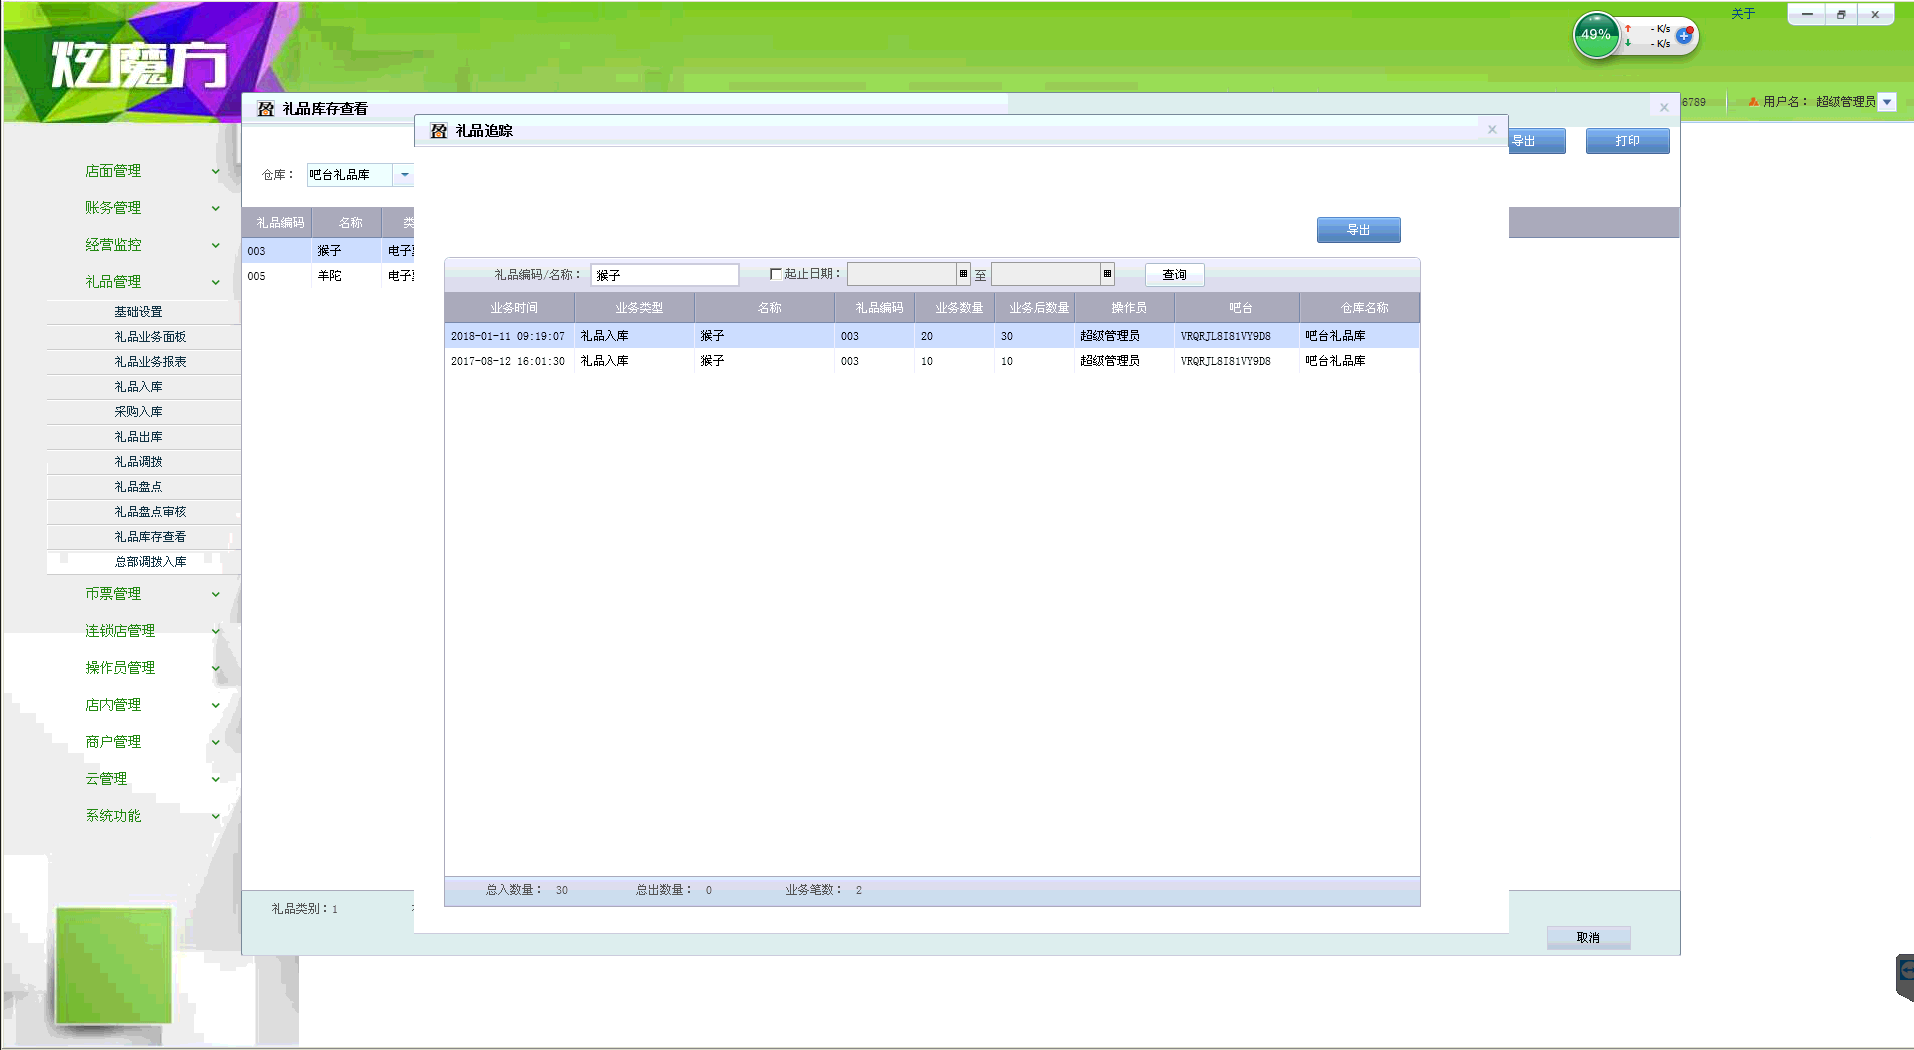 关于
49%
- K/s
- K/s
炫魔方
6789
用户名： 超级管理员
礼品库存查看
礼品追踪
导出
打印
仓库： 吧台礼品库
礼品编码 名称 类
003 猴子 电子
005 羊陀 电子
店面管理
账务管理
经营监控
礼品管理
基础设置
礼品业务面板
礼品业务报表
礼品入库
采购入库
礼品出库
礼品调拨
礼品盘点
礼品盘点审核
礼品库存查看
总部调拨入库
币票管理
连锁店管理
操作员管理
店内管理
商户管理
云管理
系统功能
导出
礼品编码/名称： 猴子 起止日期： 至 查询
业务时间 业务类型 名称 礼品编码 业务数量 业务后数量 操作员 吧台 仓库名称
2018-01-11 09:19:07 礼品入库 猴子 003 20 30 超级管理员 VRQRJL8I81VY9D8 吧台礼品库
2017-08-12 16:01:30 礼品入库 猴子 003 10 10 超级管理员 VRQRJL8I81VY9D8 吧台礼品库
总入数量： 30 总出数量： 0 业务笔数： 2
礼品类别：1
取消